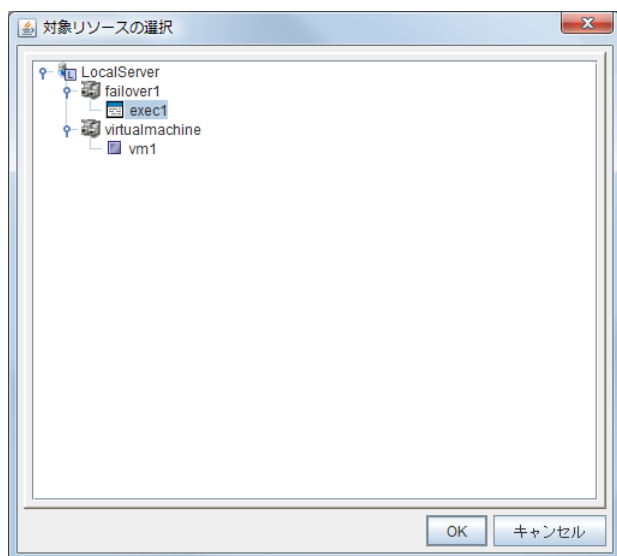 対象リソースの選択
LocalServer
failover1
exec1
virtualmachine
vm1
OK
キャンセル